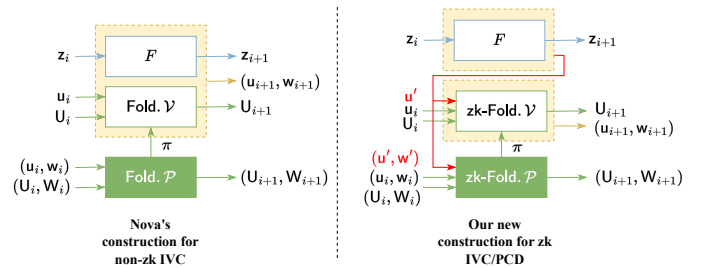 z_i F z_{i+1}
(u_{i+1}, w_{i+1})
u_i
U_i Fold. 𝒱 U_{i+1}
π
(u_i, w_i)
(U_i, W_i) Fold. 𝒫 (U_{i+1}, W_{i+1})
Nova's
construction for
non-zk IVC
z_i F z_{i+1}
u′
u_i
U_i zk-Fold. 𝒱 U_{i+1}
(u_{i+1}, w_{i+1})
π
(u′, w′)
(u_i, w_i)
(U_i, W_i) zk-Fold. 𝒫 (U_{i+1}, W_{i+1})
Our new
construction for zk
IVC/PCD